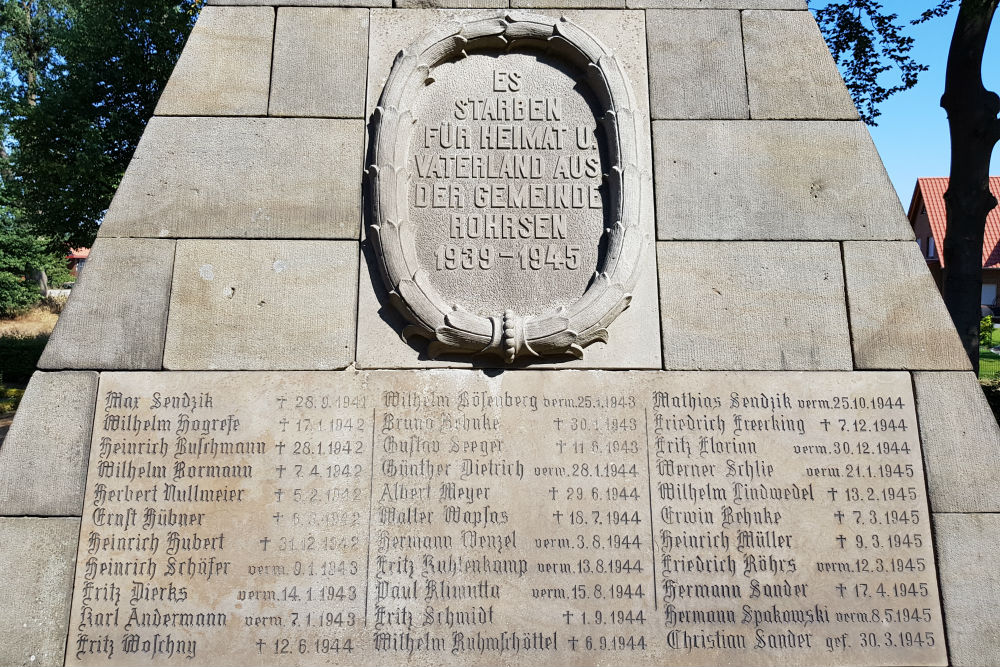 ES
STARBEN
FÜR HEIMAT U.
VATERLAND AUS
DER GEMEINDE
ROHRSEN
1939-1945
Max Sendzik † 28.9.1941
Wilhelm Hogrefe † 17.1.1942
Heinrich Buschmann † 28.1.1942
Wilhelm Bormann † 7.4.1942
Herbert Nullmeier † 5.2.1942
Ernst Hübner † 6.3.1942
Heinrich Hubert † 31.12.1942
Heinrich Schäfer verm. 9.1.1943
Fritz Dierks verm. 14.1.1943
Karl Andermann verm. 7.1.1943
Fritz Woschny † 12.6.1944
Wilhelm Bösenberg verm. 25.1.1943
Bruno Behnke † 30.1.1943
Gustav Seeger † 11.6.1943
Günther Dietrich verm. 28.1.1944
Albert Meyer † 29.6.1944
Walter Wapsas † 18.7.1944
Hermann Wenzel verm. 3.8.1944
Fritz Kuhlenkamp verm. 13.8.1944
Paul Klimutta verm. 15.8.1944
Fritz Schmidt † 1.9.1944
Wilhelm Ruhmschöttel † 6.9.1944
Mathias Sendzik verm. 25.10.1944
Friedrich Freerking † 7.12.1944
Fritz Florian verm. 30.12.1944
Werner Schlie verm. 21.1.1945
Wilhelm Lindwedel † 13.2.1945
Erwin Behnke † 7.3.1945
Heinrich Müller † 9.3.1945
Friedrich Röhrs verm. 12.3.1945
Hermann Sander † 17.4.1945
Hermann Spakowski verm. 8.5.1945
Christian Sander gef. 30.3.1945